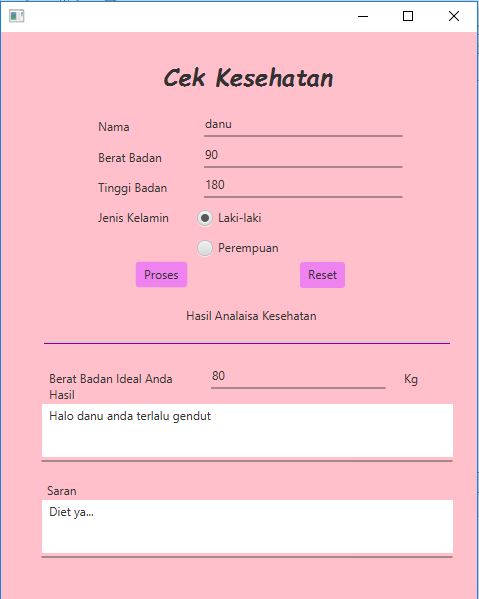 Cek Kesehatan
Nama danu
Berat Badan 90
Tinggi Badan 180
Jenis Kelamin Laki-laki
Perempuan
Proses Reset
Hasil Analaisa Kesehatan
Berat Badan Ideal Anda 80 Kg
Hasil
Halo danu anda terlalu gendut
Saran
Diet ya...